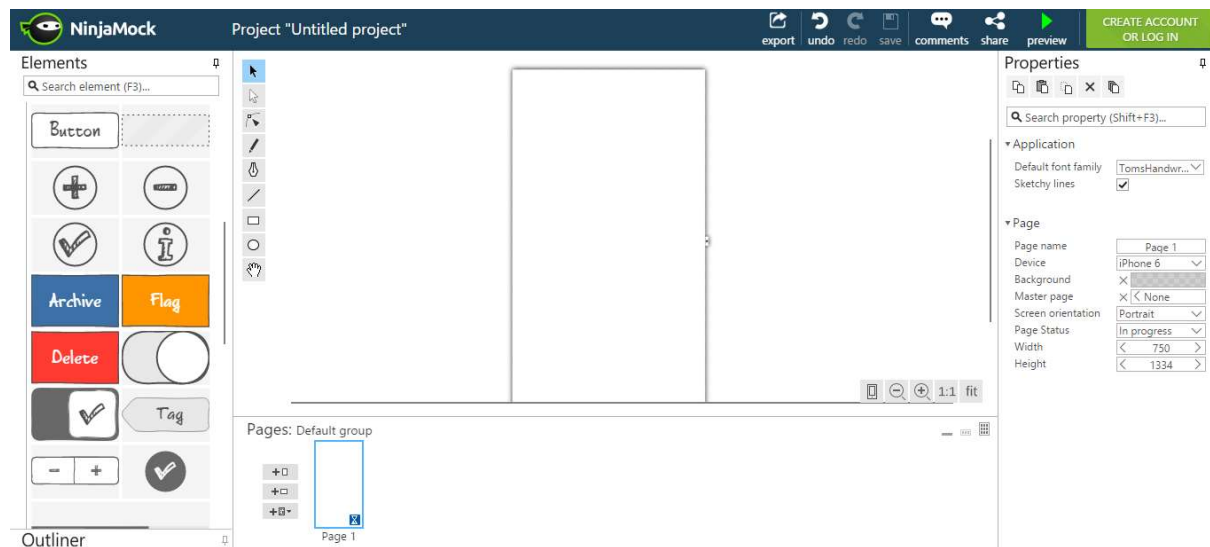 NinjaMock
Project "Untitled project"
export undo redo save comments share preview
CREATE ACCOUNT
OR LOG IN
Elements
Search element (F3)...
Button
Archive Flag
Delete
Tag
Outliner
1:1 fit
Pages: Default group
Page 1
Properties
Search property (Shift+F3)...
Application
Default font family TomsHandwr...
Sketchy lines
Page
Page name Page 1
Device iPhone 6
Background
Master page None
Screen orientation Portrait
Page Status In progress
Width 750
Height 1334